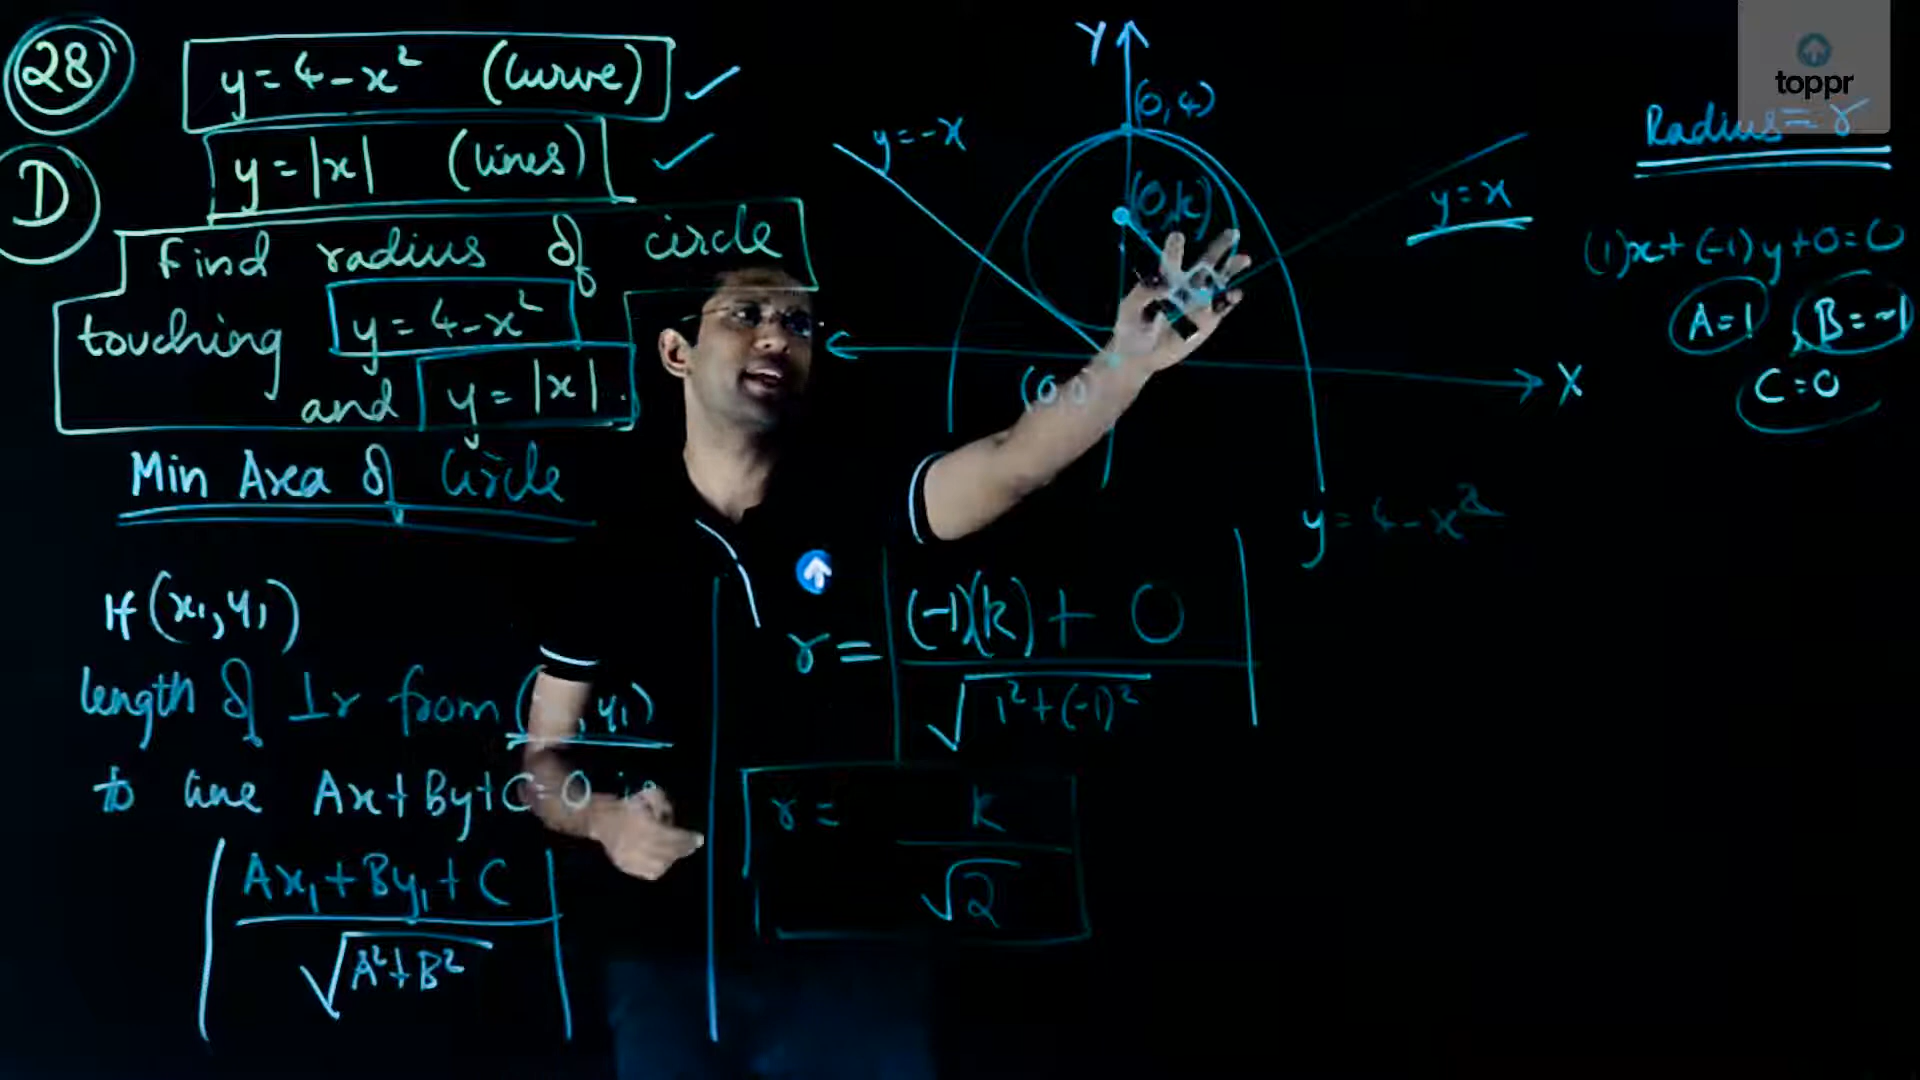 28
y = 4 - x² (curve)
D
y = |x| (lines)
Find radius of circle
touching y = 4 - x²
and y = |x|.
Min Area of Circle
If (x₁, y₁)
length of ⊥r from ( , y₁)
to line Ax + By + C = 0 is
|Ax₁ + By₁ + C|
√A² + B²
Y
(0, 4)
y = -x
(0, k)
y = x
X
(0,0
y = 4 - x²
r = |(-1)(k) + 0|
√1² + (-1)²
r = k
√2
toppr
Radius = r
(1)x + (-1)y + 0 = 0
A = 1 , B = -1
C = 0